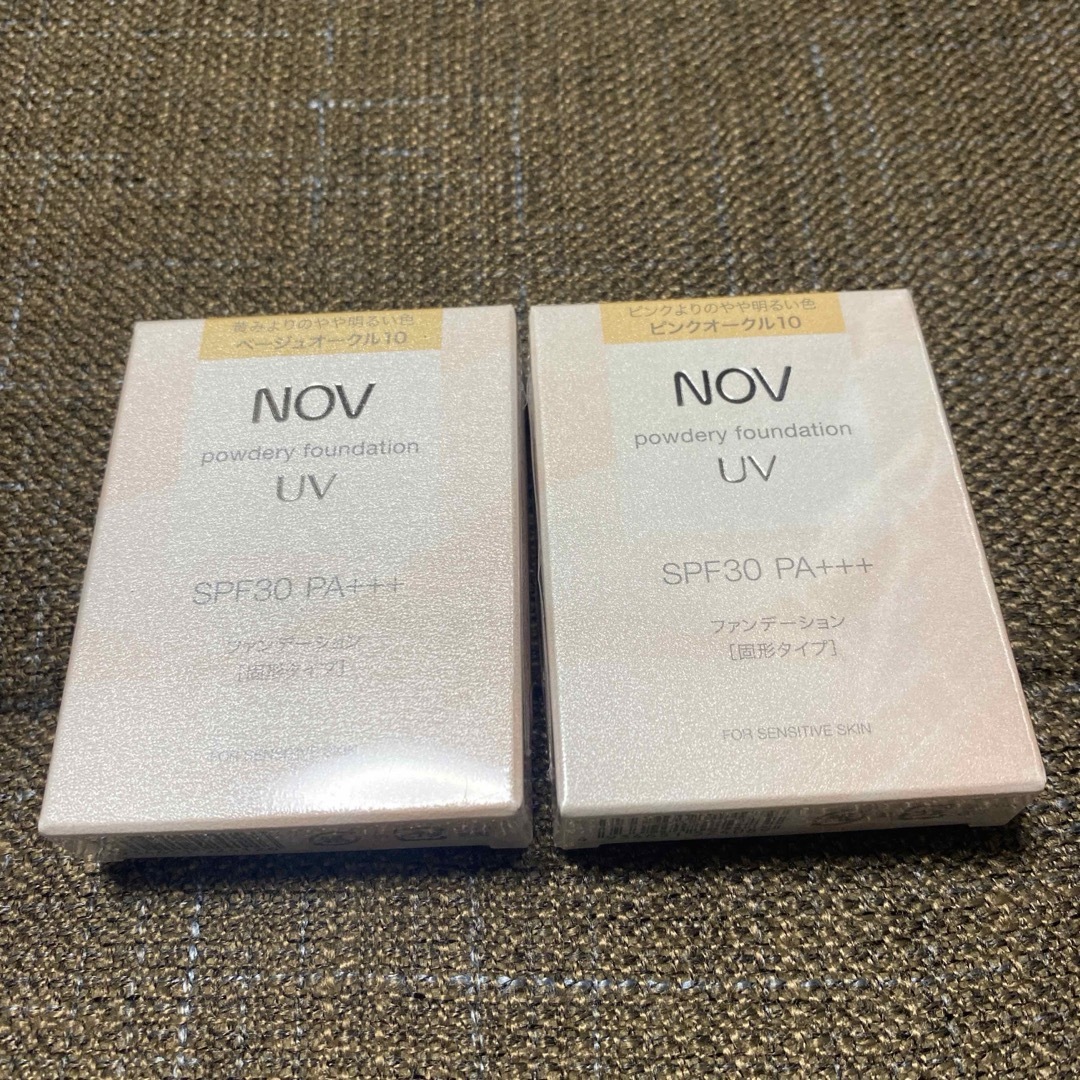 黄みよりのやや明るい色
ベージュオークル10
NOV
powdery foundation
UV
SPF30 PA+++
ファンデーション
[固形タイプ]
FOR SENSITIVE SKIN
ピンクよりのやや明るい色
ピンクオークル10
NOV
powdery foundation
UV
SPF30 PA+++
ファンデーション
[固形タイプ]
FOR SENSITIVE SKIN